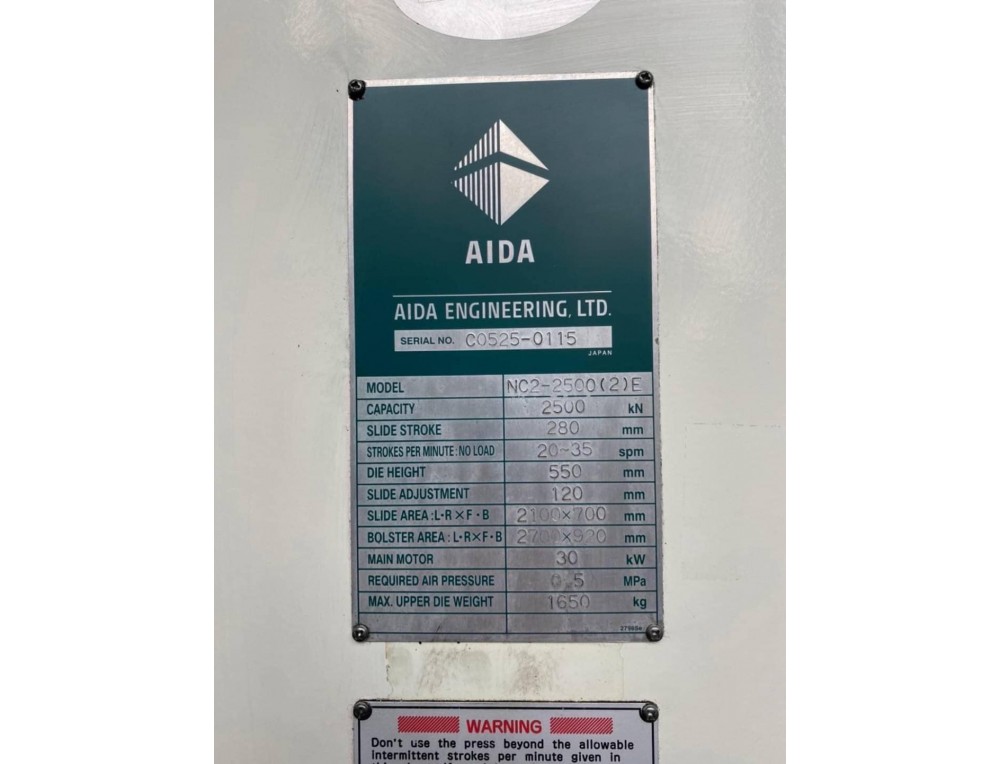 AIDA
AIDA ENGINEERING, LTD.
SERIAL NO. C0525-0115
JAPAN
MODEL NC2-2500(2)E
CAPACITY 2500 kN
SLIDE STROKE 280 mm
STROKES PER MINUTE : NO LOAD 20~35 spm
DIE HEIGHT 550 mm
SLIDE ADJUSTMENT 120 mm
SLIDE AREA : L·R×F·B 2100×700 mm
BOLSTER AREA : L·R×F·B 2700×920 mm
MAIN MOTOR 30 kW
REQUIRED AIR PRESSURE 0.5 MPa
MAX. UPPER DIE WEIGHT 1650 kg
WARNING
Don't use the press beyond the allowable
intermittent strokes per minute given in